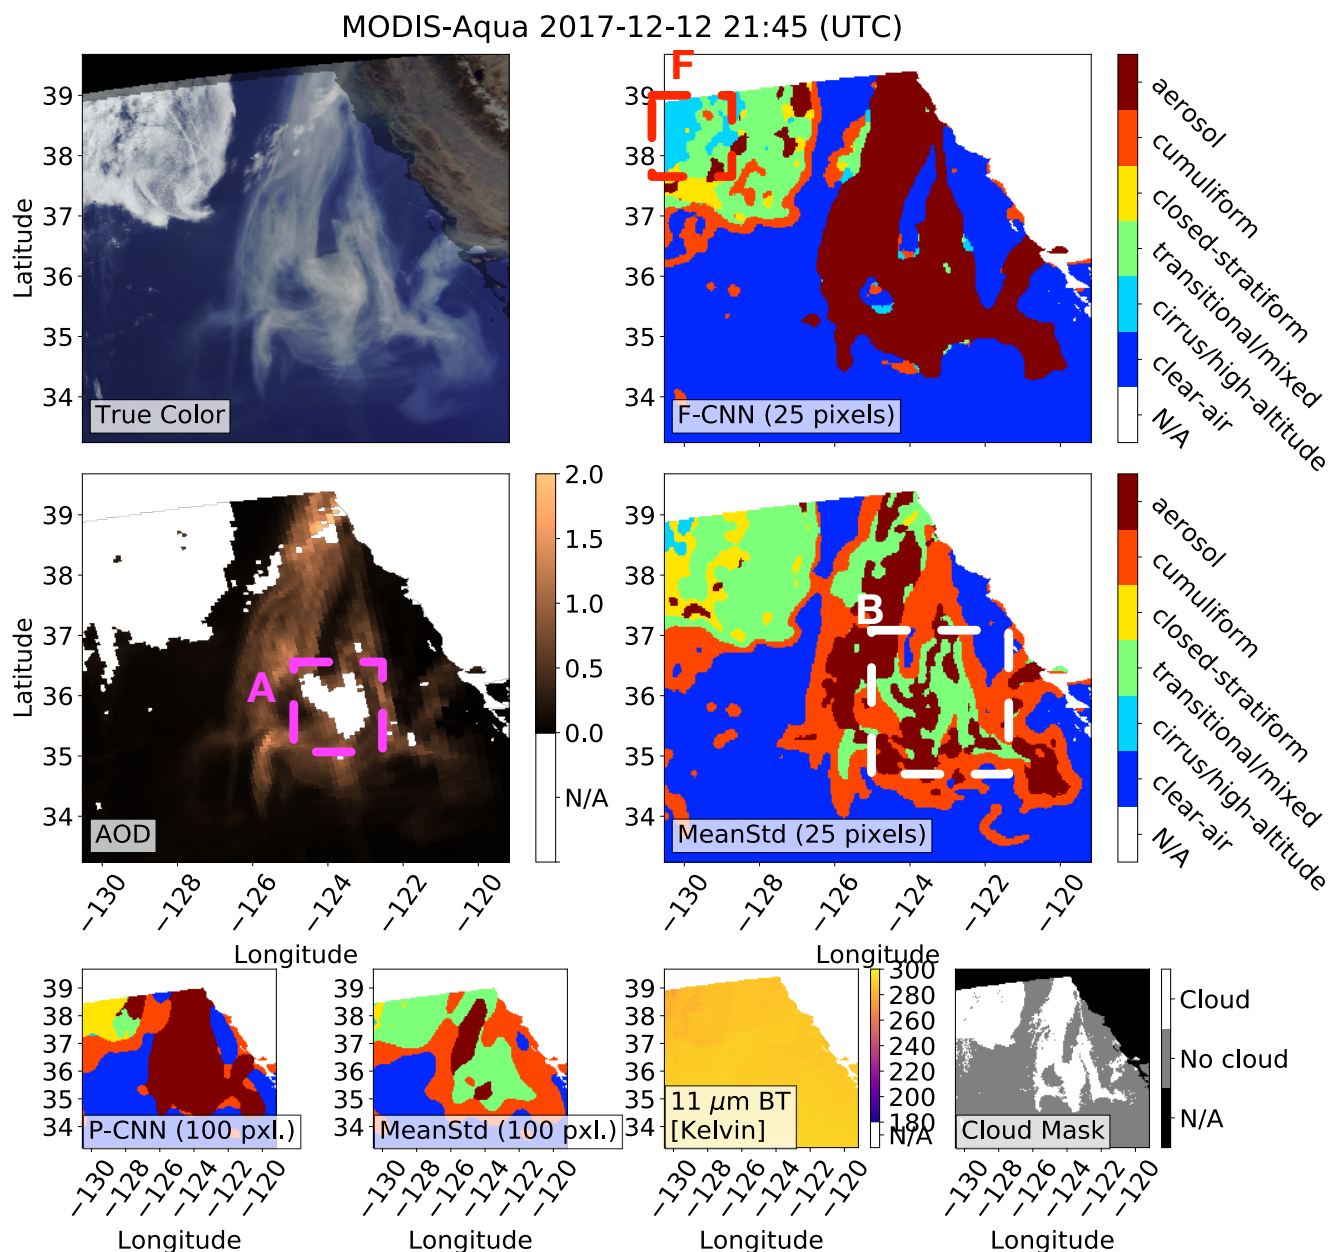 MODIS-Aqua 2017-12-12 21:45 (UTC)
Latitude
39
38
37
36
35
34
True Color
F
39
38
37
36
35
34
F-CNN (25 pixels)
aerosol
cumuliform
closed-stratiform
transitional/mixed
cirrus/high-altitude
clear-air
N/A
Latitude
39
38
37
36
35
34
A
AOD
−130
−128
−126
−124
−122
−120
Longitude
2.0
1.5
1.0
0.5
0.0
N/A
39
38
37
36
35
34
B
MeanStd (25 pixels)
−130
−128
−126
−124
−122
−120
Longitude
aerosol
cumuliform
closed-stratiform
transitional/mixed
cirrus/high-altitude
clear-air
N/A
39
38
37
36
35
34
P-CNN (100 pxl.)
−130
−128
−126
−124
−122
−120
Longitude
39
38
37
36
35
34
MeanStd (100 pxl.)
−130
−128
−126
−124
−122
−120
Longitude
39
38
37
36
35
34
11 μm BT
[Kelvin]
−130
−128
−126
−124
−122
−120
Longitude
300
280
260
240
220
200
180
N/A
39
38
37
36
35
34
Cloud Mask
−130
−128
−126
−124
−122
−120
Longitude
Cloud
No cloud
N/A